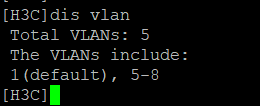 [H3C]dis vlan
 Total VLANs: 5
 The VLANs include:
 1(default), 5-8
[H3C]